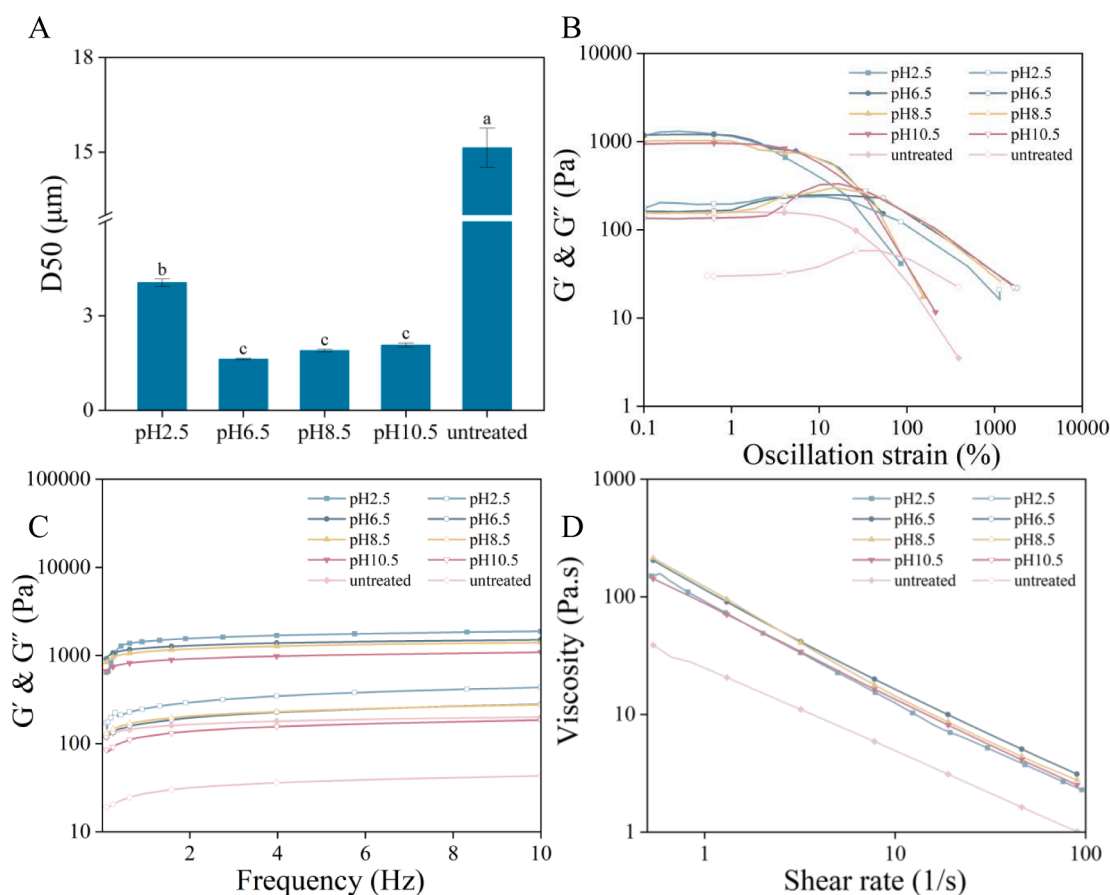 A
18
15
3
0
D50 (μm)
a
b
c
c
c
pH2.5
pH6.5
pH8.5
pH10.5
untreated
B
10000
1000
100
10
1
G′ & G″ (Pa)
pH2.5 pH2.5
pH6.5 pH6.5
pH8.5 pH8.5
pH10.5 pH10.5
untreated untreated
0.1 1 10 100 1000 10000
Oscillation strain (%)
C
100000
10000
1000
100
10
G′ & G″ (Pa)
pH2.5 pH2.5
pH6.5 pH6.5
pH8.5 pH8.5
pH10.5 pH10.5
untreated untreated
2 4 6 8 10
Frequency (Hz)
D
1000
100
10
1
Viscosity (Pa.s)
pH2.5 pH2.5
pH6.5 pH6.5
pH8.5 pH8.5
pH10.5 pH10.5
untreated untreated
1 10 100
Shear rate (1/s)